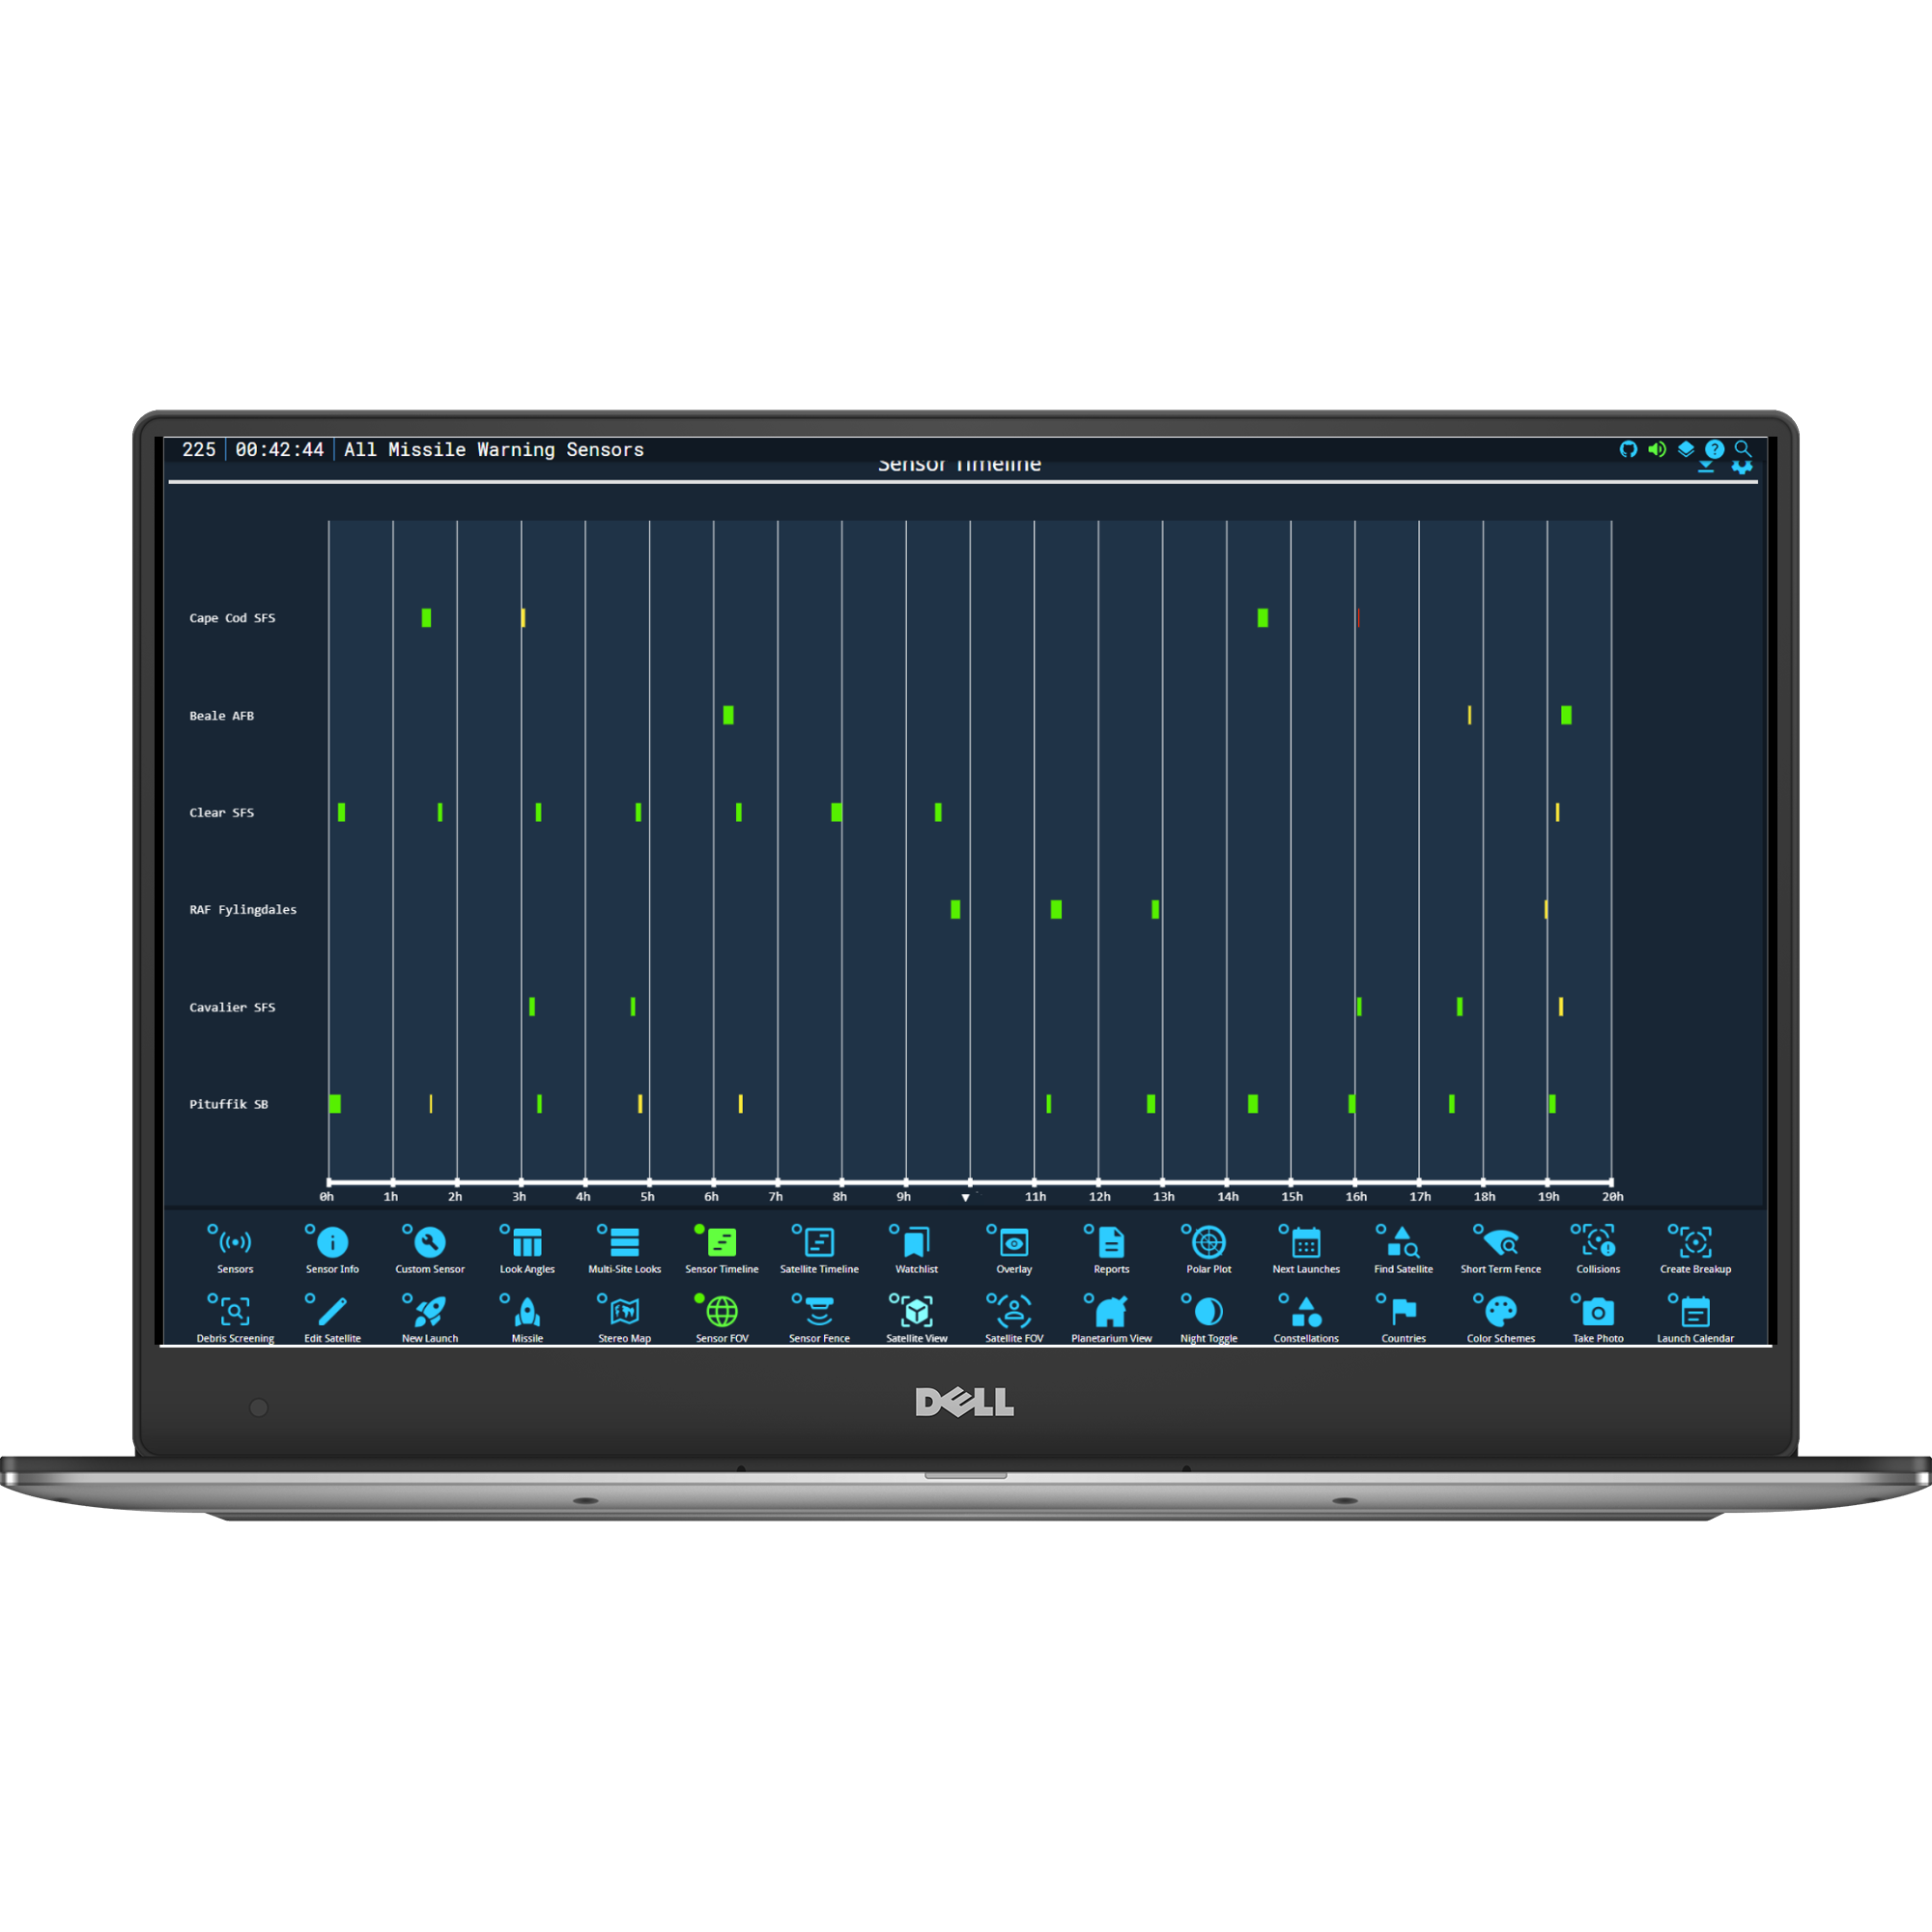 225 00:42:44 All Missile Warning Sensors
Sensor Timeline
Cape Cod SFS
Beale AFB
Clear SFS
RAF Fylingdales
Cavalier SFS
Pituffik SB
0h 1h 2h 3h 4h 5h 6h 7h 8h 9h 11h 12h 13h 14h 15h 16h 17h 18h 19h 20h
Sensors Sensor Info Custom Sensor Look Angles Multi-Site Looks Sensor Timeline Satellite Timeline Watchlist Overlay Reports Polar Plot Next Launches Find Satellite Short Term Fence Collisions Create Breakup
Debris Screening Edit Satellite New Launch Missile Stereo Map Sensor FOV Sensor Fence Satellite View Satellite FOV Planetarium View Night Toggle Constellations Countries Color Schemes Take Photo Launch Calendar
DELL